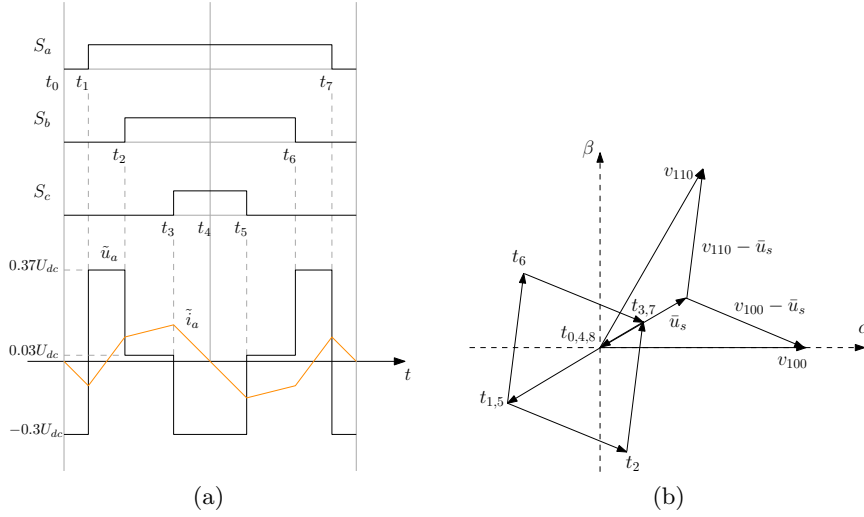 S_a
t_0 t_1 t_7
S_b
t_2 t_6
S_c
t_3 t_4 t_5
ũ_a
0.37U_dc
ĩ_a
0.03U_dc
t
−0.3U_dc
(a)
β
v_110
t_6
v_110 − ū_s
t_3,7
ū_s
v_100 − ū_s
t_0,4,8
α
v_100
t_1,5
t_2
(b)